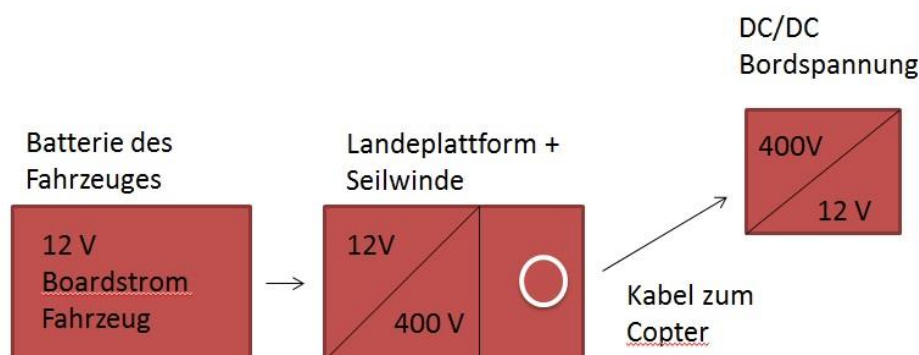 Batterie des
Fahrzeuges
12 V
Boardstrom
Fahrzeug
Landeplattform +
Seilwinde
12V
400 V
Kabel zum
Copter
DC/DC
Bordspannung
400V
12 V